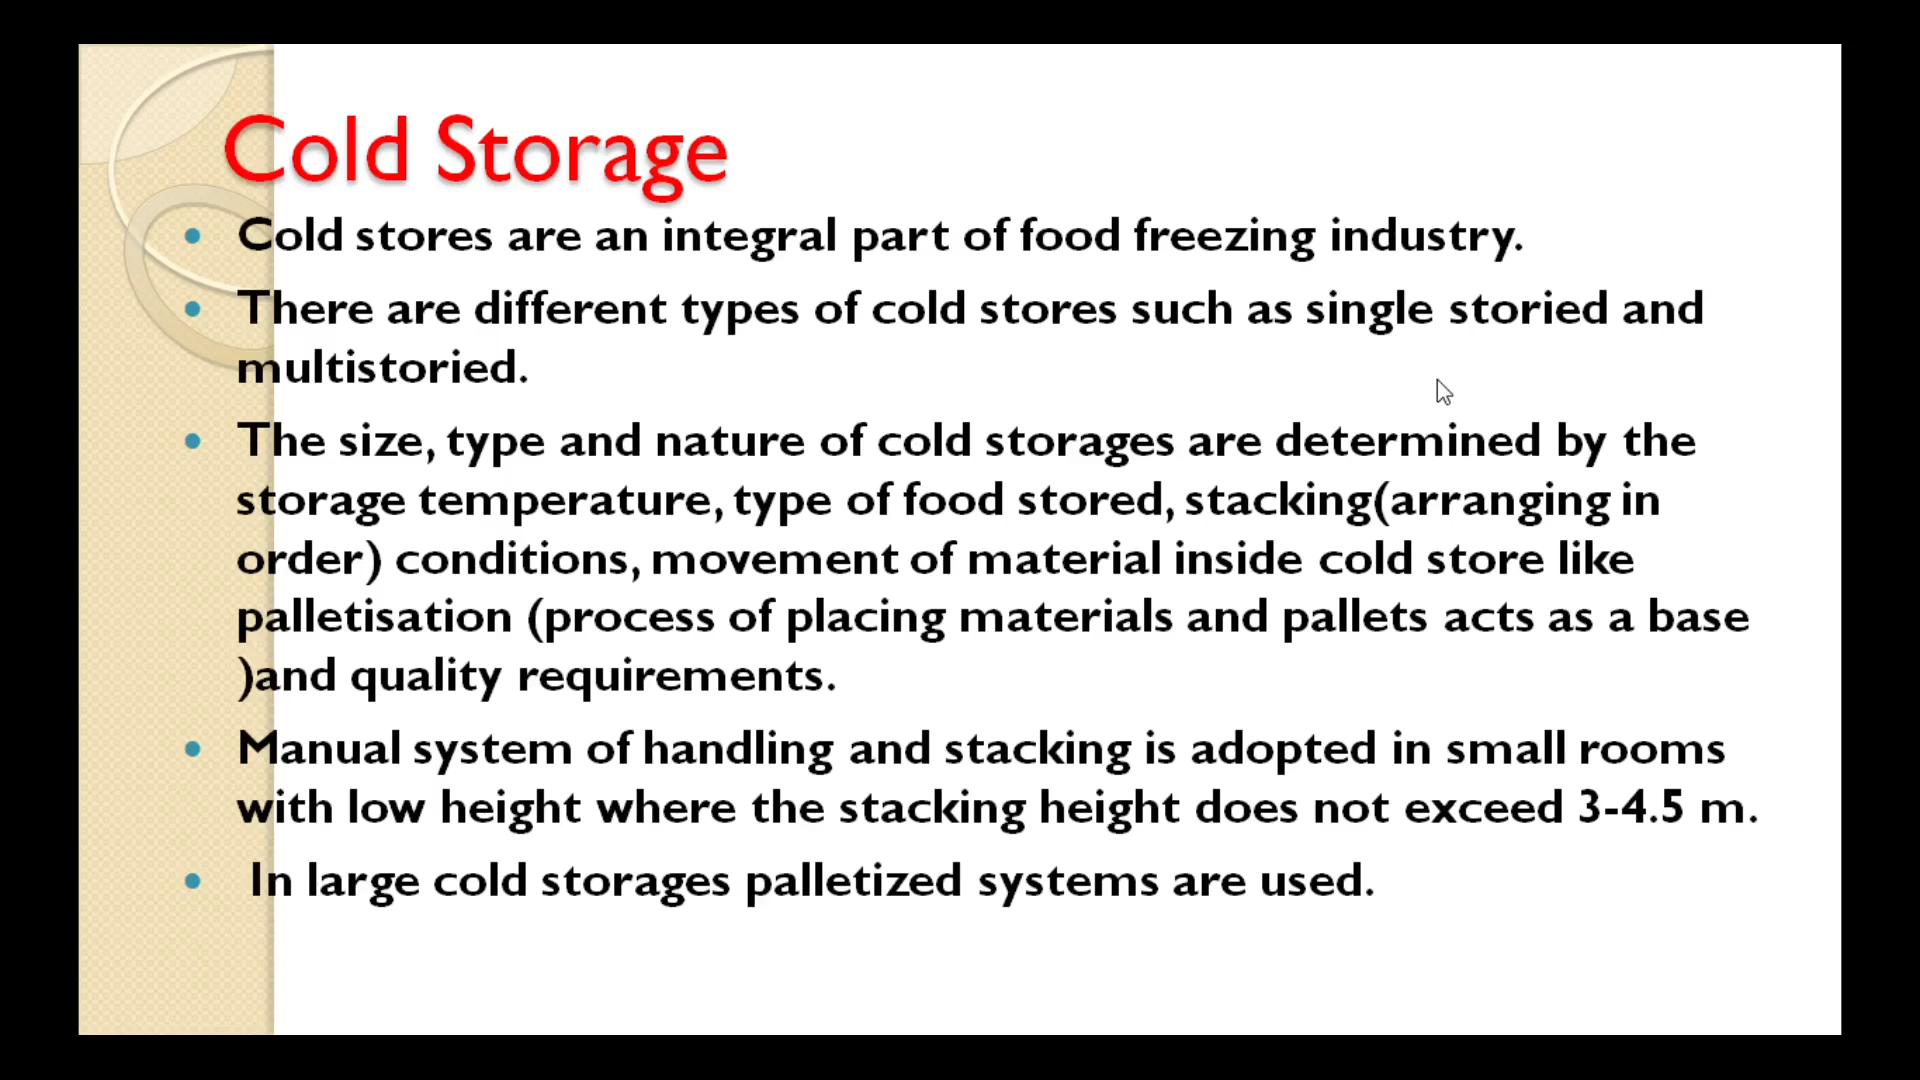 Cold Storage
• Cold stores are an integral part of food freezing industry.
• There are different types of cold stores such as single storied and
multistoried.
• The size, type and nature of cold storages are determined by the
storage temperature, type of food stored, stacking(arranging in
order) conditions, movement of material inside cold store like
palletisation (process of placing materials and pallets acts as a base
)and quality requirements.
• Manual system of handling and stacking is adopted in small rooms
with low height where the stacking height does not exceed 3-4.5 m.
• In large cold storages palletized systems are used.